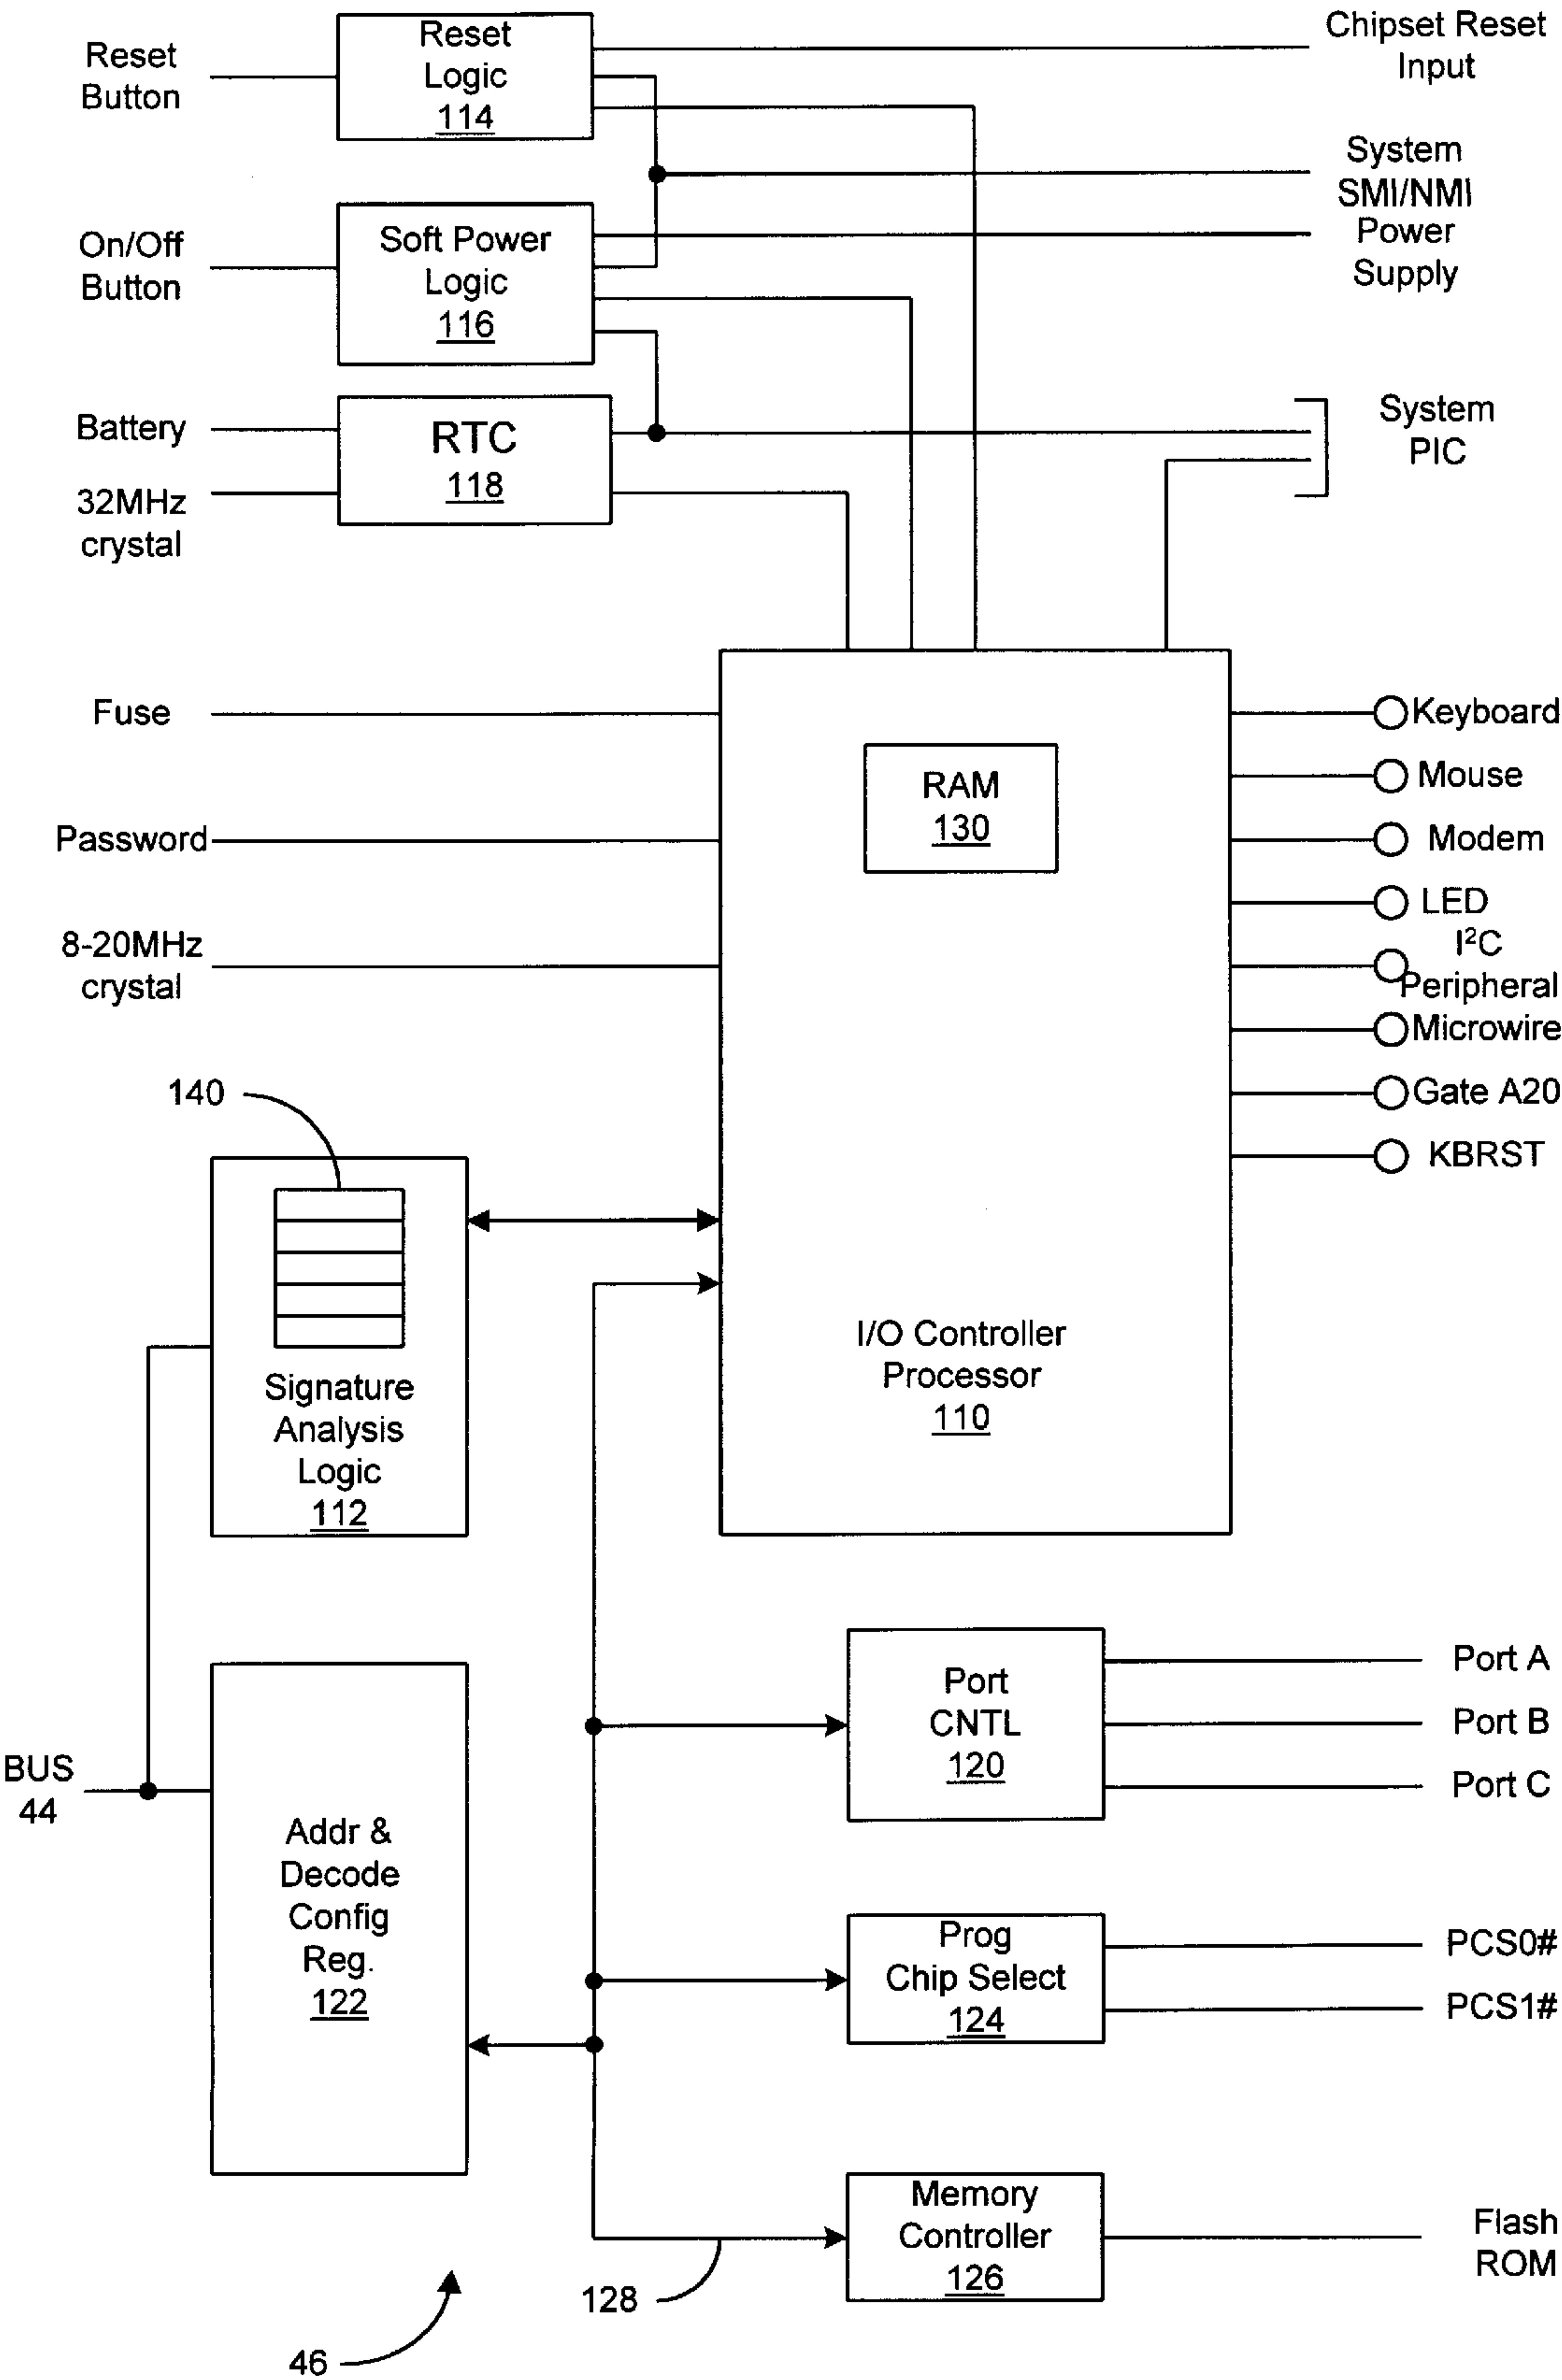 Reset
Button
Reset
Logic
114
Chipset Reset
Input
System
SMI/NMI
On/Off
Button
Soft Power
Logic
116
Power
Supply
Battery
32MHz
crystal
RTC
118
System
PIC
Fuse
Password
8-20MHz
crystal
RAM
130
I/O Controller
Processor
110
Keyboard
Mouse
Modem
LED
I²C
Peripheral
Microwire
Gate A20
KBRST
140
Signature
Analysis
Logic
112
BUS
44
Addr &
Decode
Config
Reg.
122
Port
CNTL
120
Port A
Port B
Port C
Prog
Chip Select
124
PCS0#
PCS1#
Memory
Controller
126
Flash
ROM
128
46